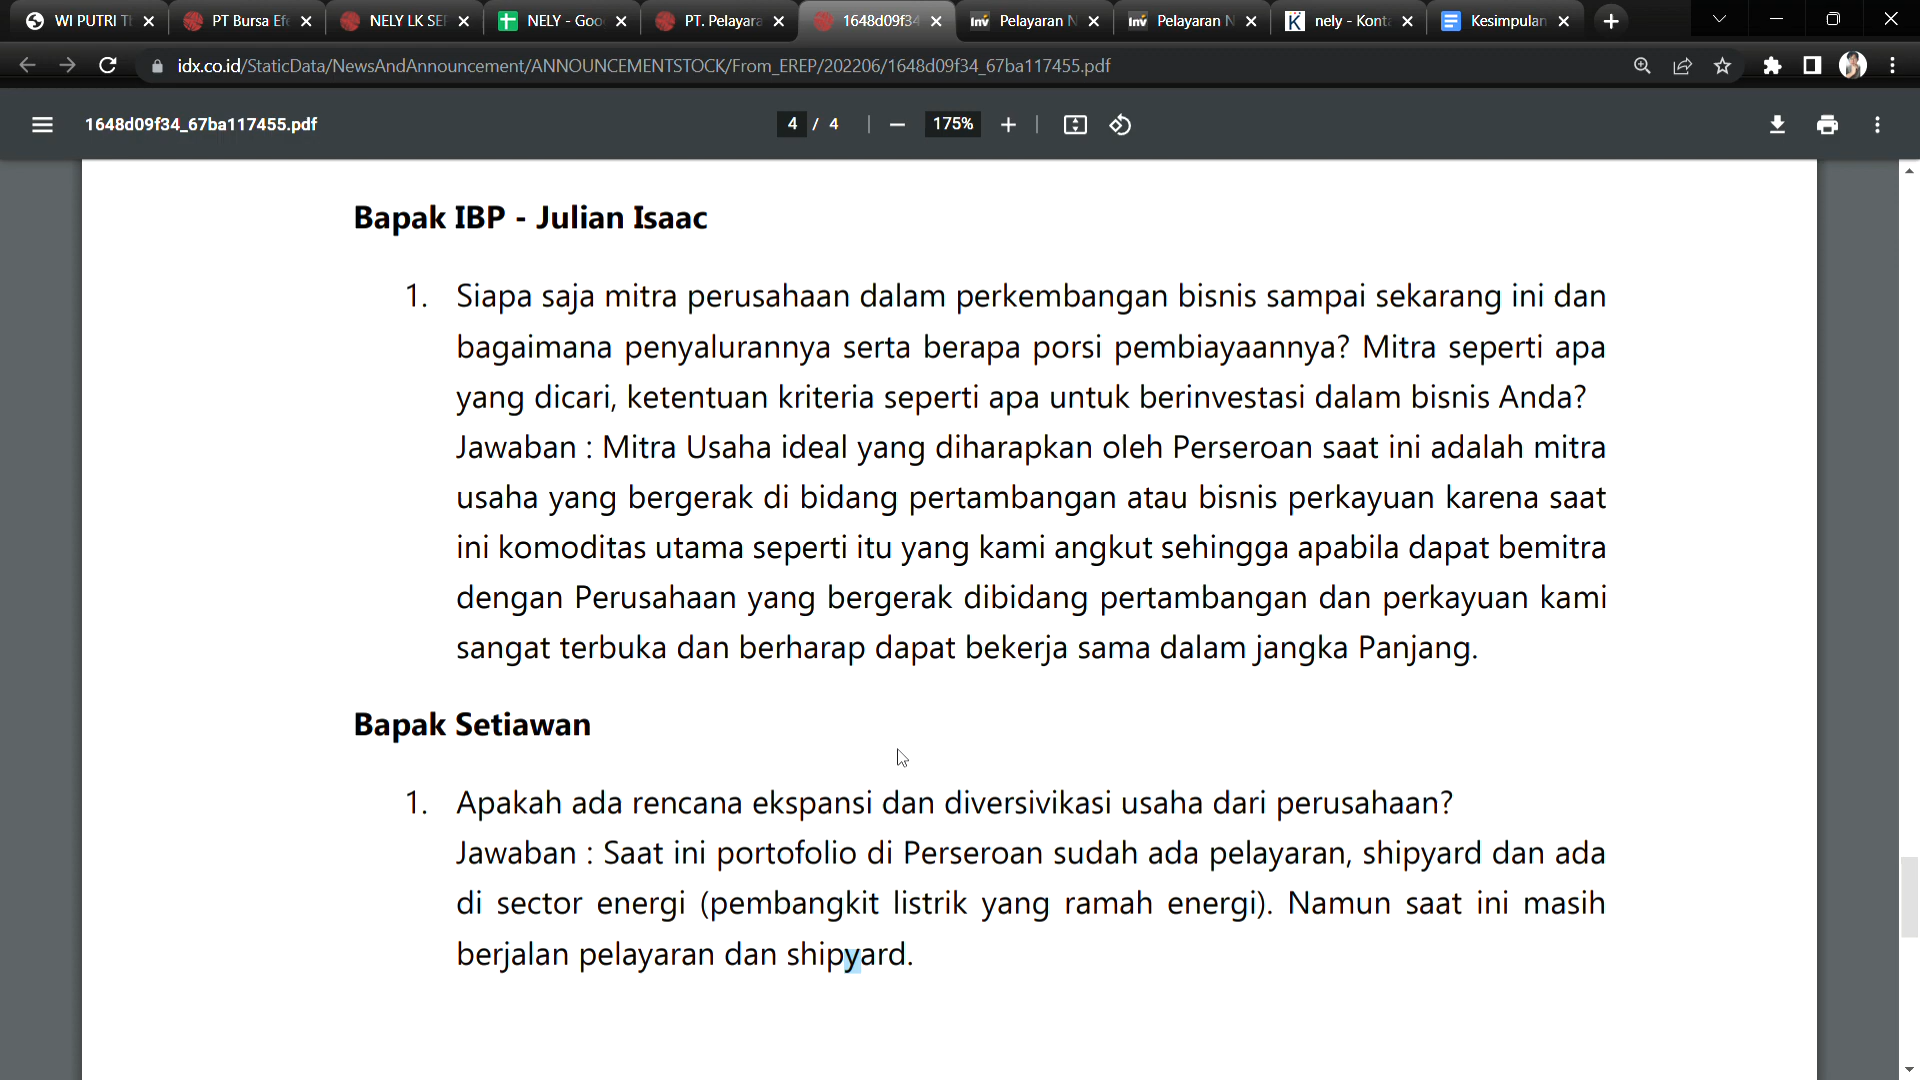 WI PUTRI T
PT Bursa Efe
NELY LK SEI
NELY - Goo
PT. Pelayara
1648d09f34
Pelayaran N
Pelayaran N
nely - Konta
Kesimpulan
idx.co.id/StaticData/NewsAndAnnouncement/ANNOUNCEMENTSTOCK/From_EREP/202206/1648d09f34_67ba117455.pdf
1648d09f34_67ba117455.pdf
4 / 4
175%
Bapak IBP - Julian Isaac
1. Siapa saja mitra perusahaan dalam perkembangan bisnis sampai sekarang ini dan
bagaimana penyalurannya serta berapa porsi pembiayaannya? Mitra seperti apa
yang dicari, ketentuan kriteria seperti apa untuk berinvestasi dalam bisnis Anda?
Jawaban : Mitra Usaha ideal yang diharapkan oleh Perseroan saat ini adalah mitra
usaha yang bergerak di bidang pertambangan atau bisnis perkayuan karena saat
ini komoditas utama seperti itu yang kami angkut sehingga apabila dapat bemitra
dengan Perusahaan yang bergerak dibidang pertambangan dan perkayuan kami
sangat terbuka dan berharap dapat bekerja sama dalam jangka Panjang.
Bapak Setiawan
1. Apakah ada rencana ekspansi dan diversivikasi usaha dari perusahaan?
Jawaban : Saat ini portofolio di Perseroan sudah ada pelayaran, shipyard dan ada
di sector energi (pembangkit listrik yang ramah energi). Namun saat ini masih
berjalan pelayaran dan shipyard.